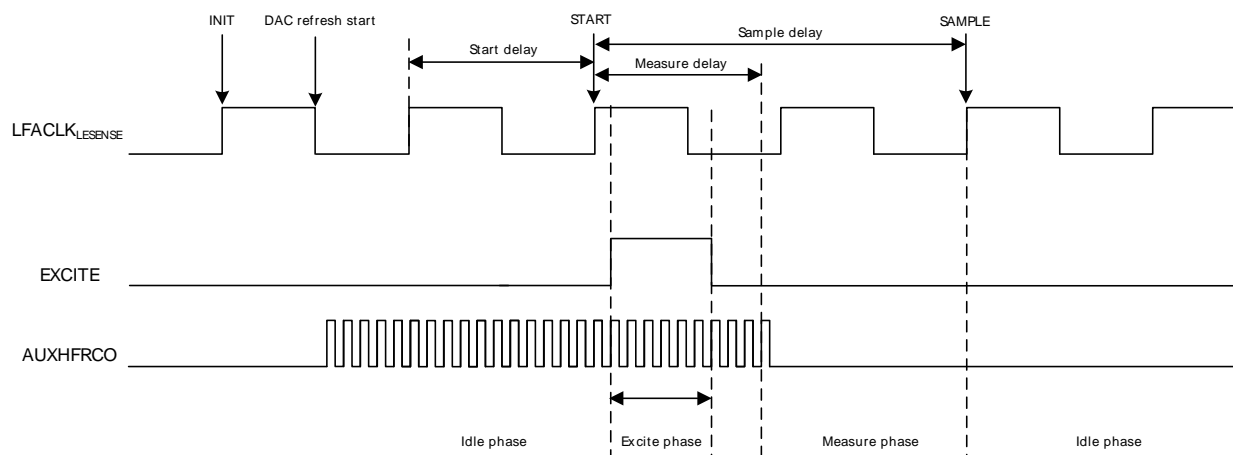 INIT
DAC refresh start
START
SAMPLE
Start delay
Sample delay
Measure delay
LFACLKLESENSE
EXCITE
AUXHFRCO
Idle phase
Excite phase
Measure phase
Idle phase